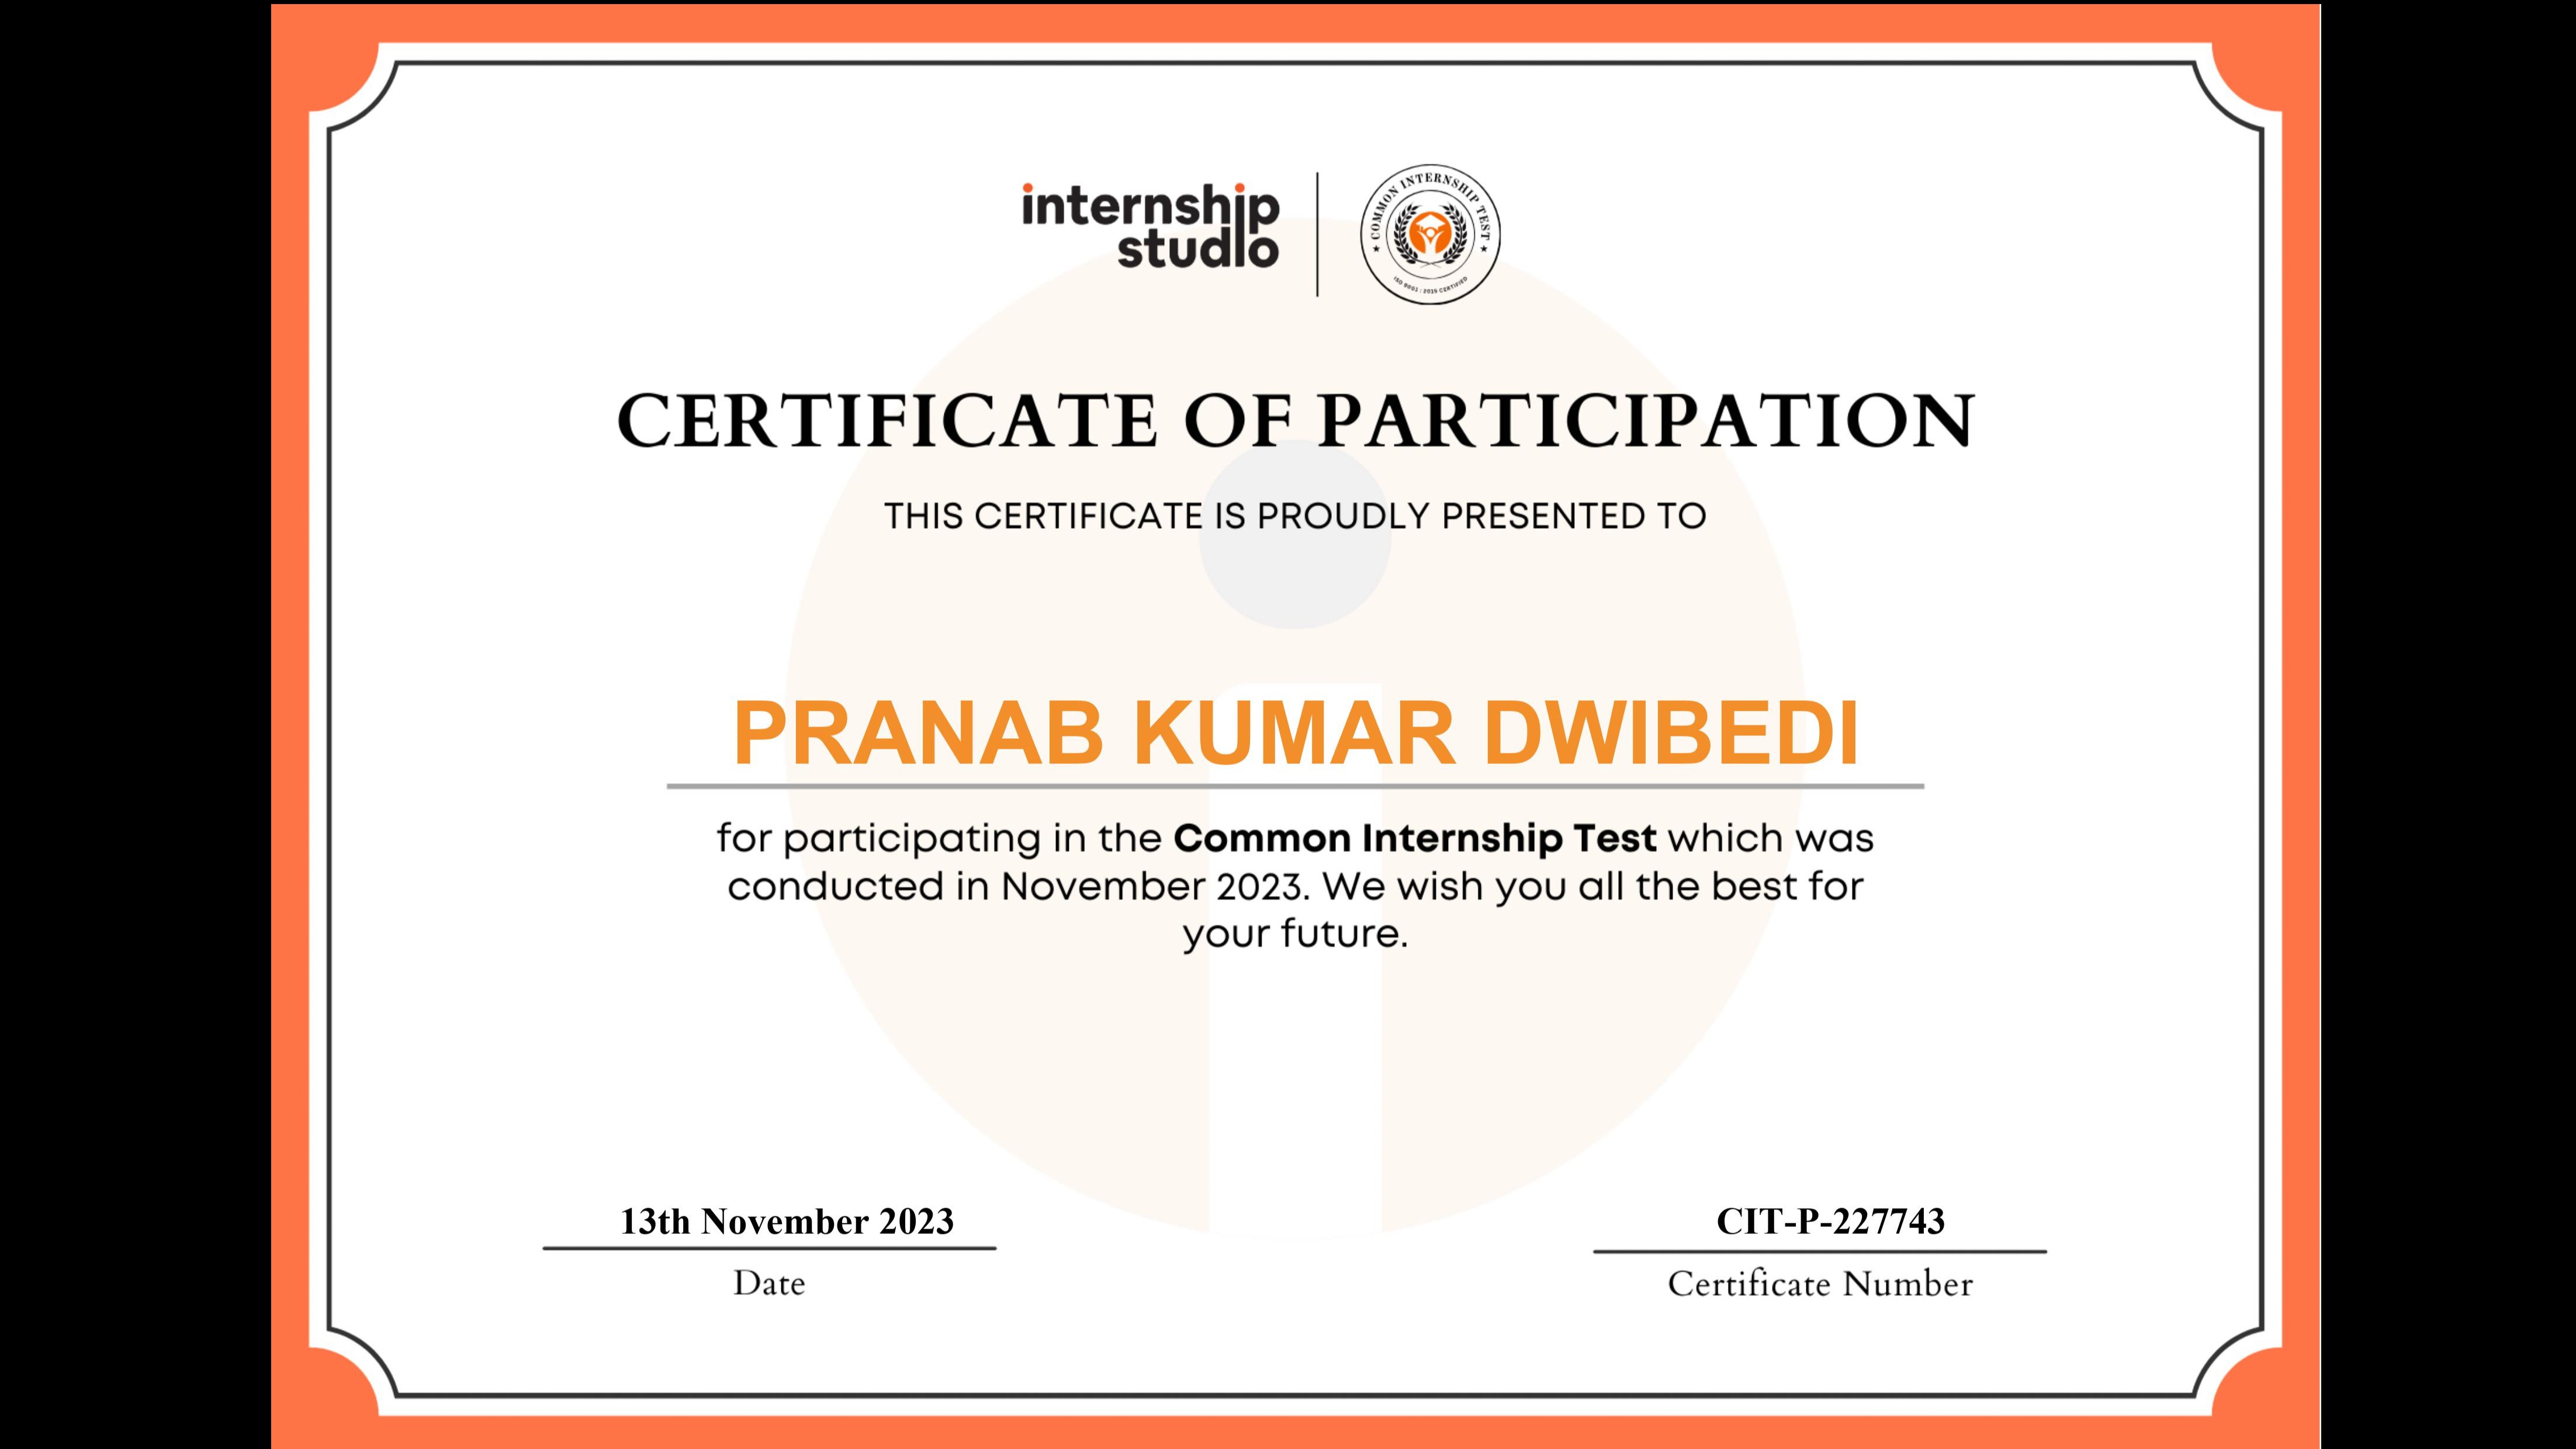 internship
studio
COMMON INTERNSHIP TEST
ISO 9001 : 2015 CERTIFIED
CERTIFICATE OF PARTICIPATION
THIS CERTIFICATE IS PROUDLY PRESENTED TO
PRANAB KUMAR DWIBEDI
for participating in the Common Internship Test which was
conducted in November 2023. We wish you all the best for
your future.
13th November 2023
Date
CIT-P-227743
Certificate Number